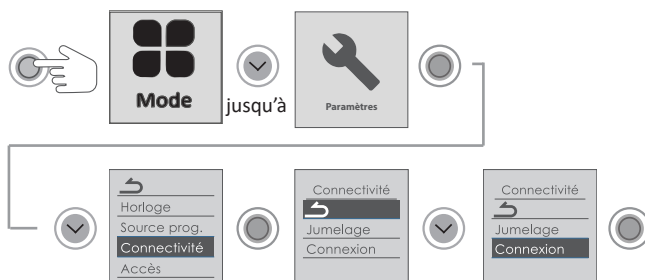 Mode
jusqu'à
Paramètres
Horloge
Source prog.
Connectivité
Accès
Connectivité
Jumelage
Connexion
Connectivité
Jumelage
Connexion